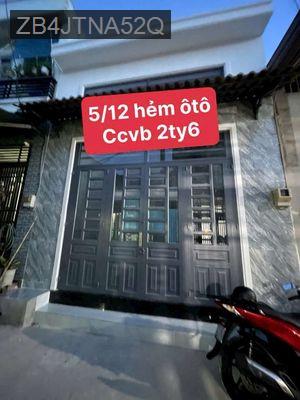 ZB4JTNA52Q
5/12 hẻm ôtô
Ccvb 2ty6